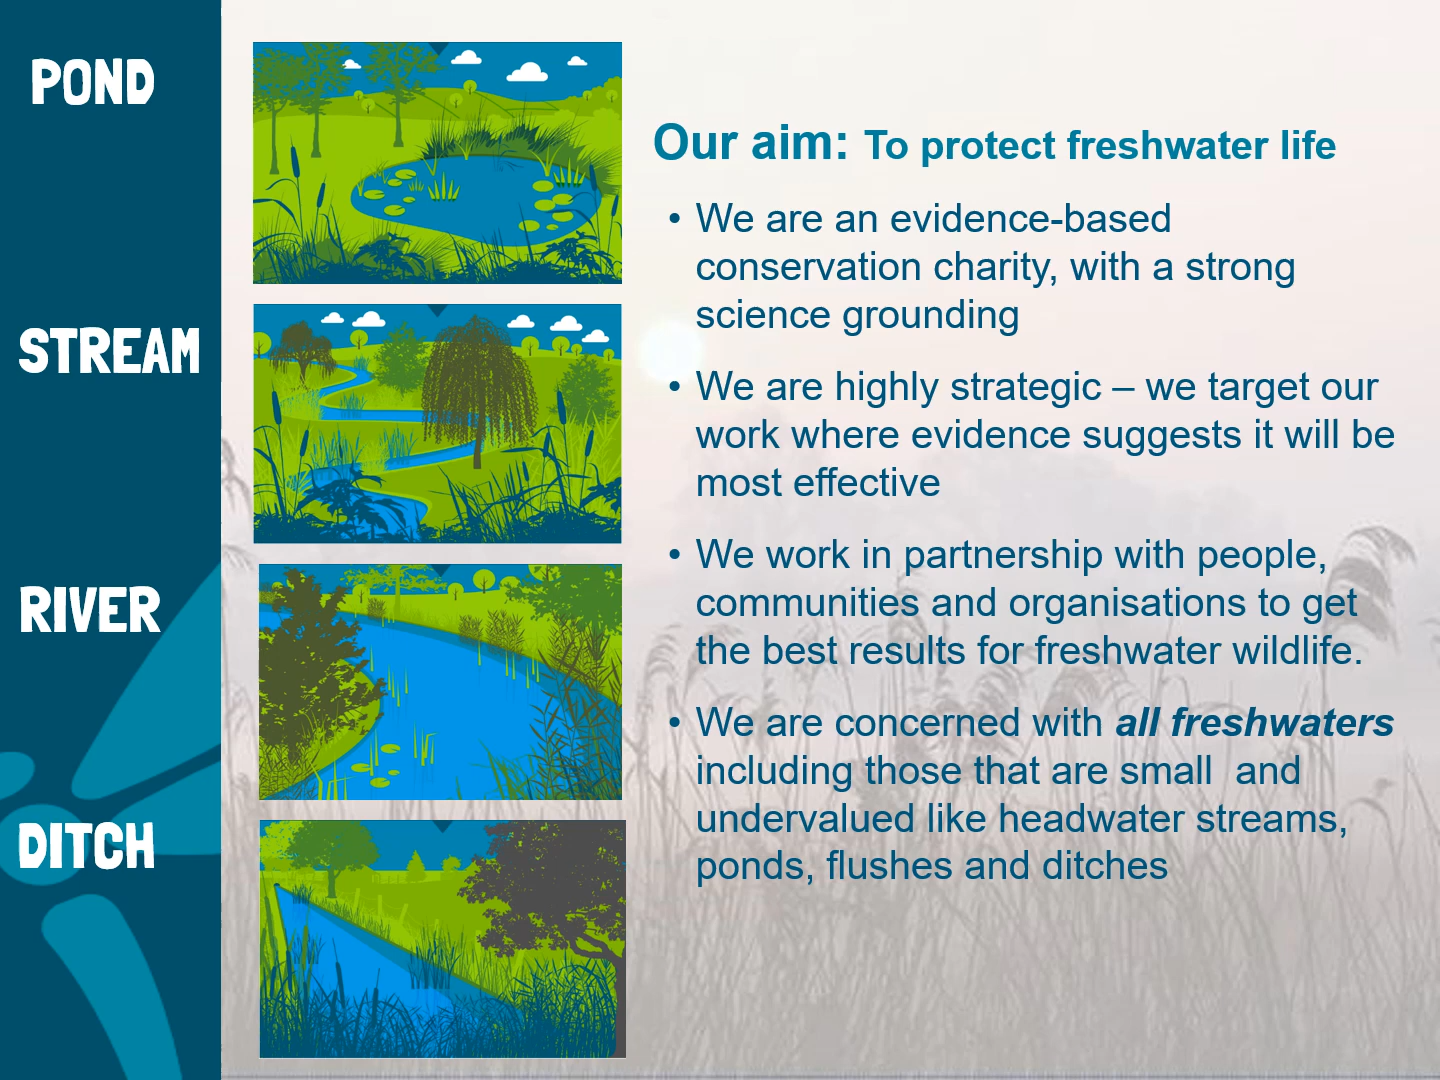 POND
STREAM
RIVER
DITCH
Our aim: To protect freshwater life
• We are an evidence-based
conservation charity, with a strong
science grounding
• We are highly strategic – we target our
work where evidence suggests it will be
most effective
• We work in partnership with people,
communities and organisations to get
the best results for freshwater wildlife.
• We are concerned with all freshwaters
including those that are small  and
undervalued like headwater streams,
ponds, flushes and ditches